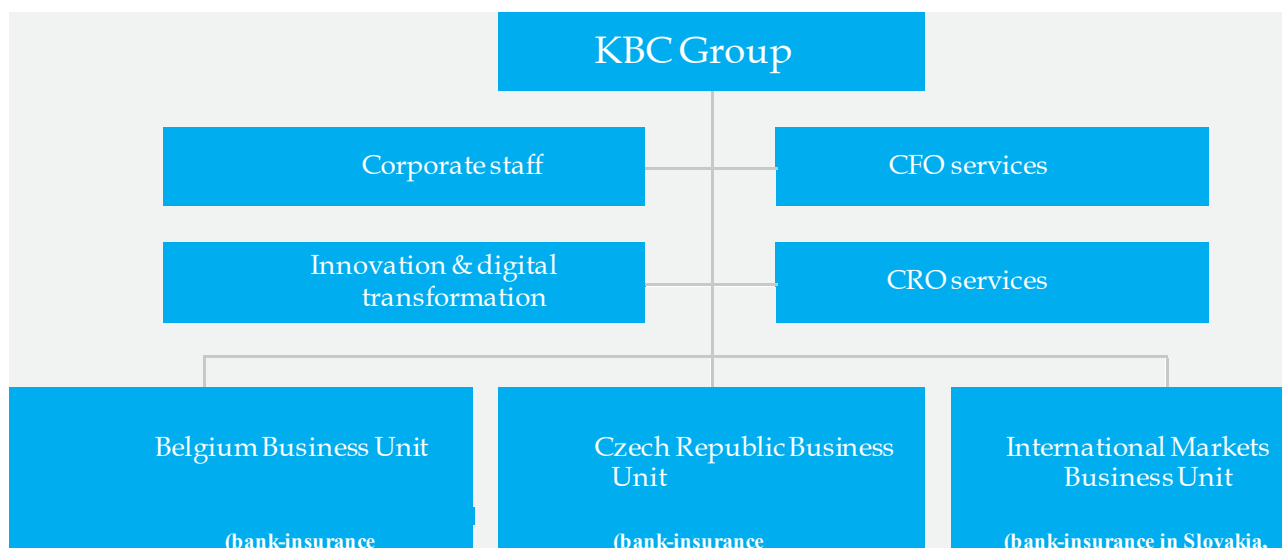 KBC Group
Corporate staff
CFO services
Innovation & digital
transformation
CRO services
Belgium Business Unit
(bank-insurance
Czech Republic Business
Unit
(bank-insurance
International Markets
Business Unit
(bank-insurance in Slovakia,